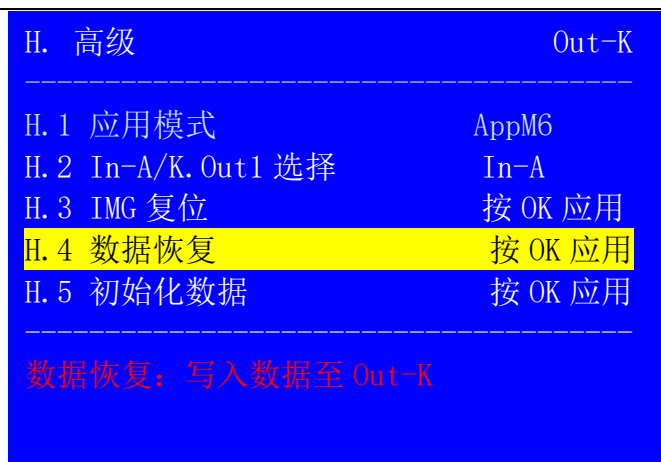 H. 高级 Out-K
H.1 应用模式 AppM6
H.2 In-A/K.Out1 选择 In-A
H.3 IMG 复位 按 OK 应用
H.4 数据恢复 按 OK 应用
H.5 初始化数据 按 OK 应用
数据恢复：写入数据至 Out-K